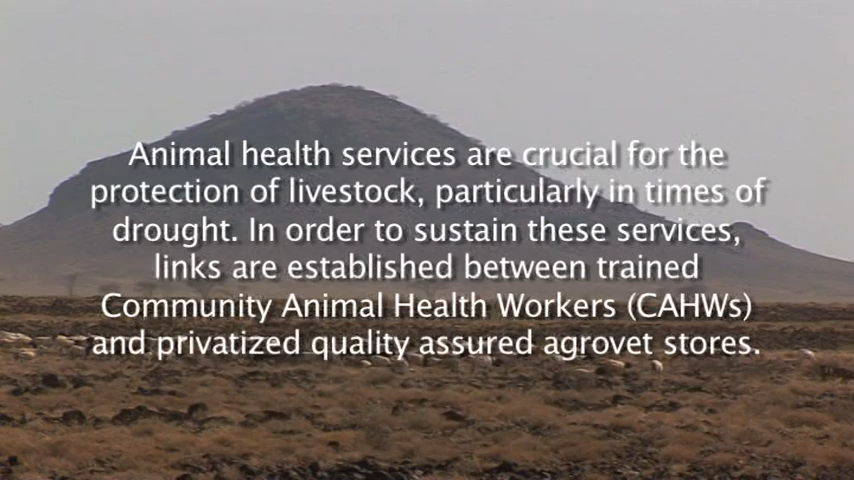 Animal health services are crucial for the
protection of livestock, particularly in times of
drought. In order to sustain these services,
links are established between trained
Community Animal Health Workers (CAHWs)
and privatized quality assured agrovet stores.